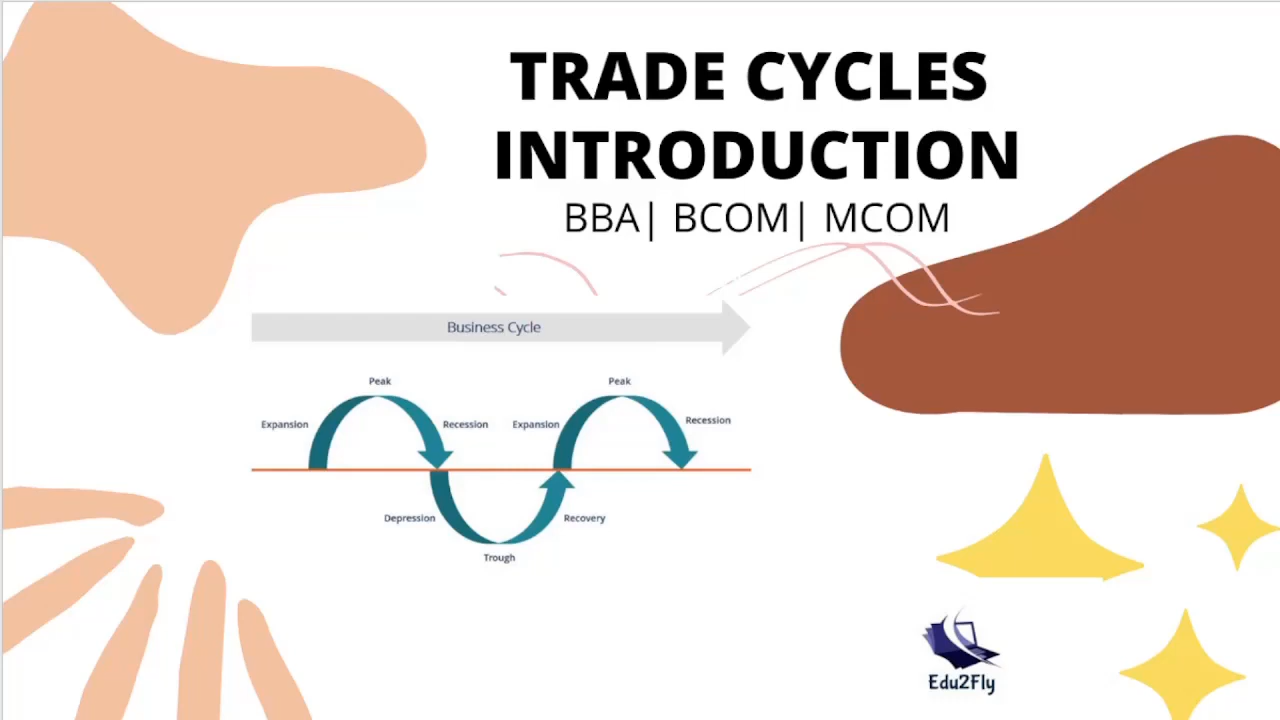 TRADE CYCLES
INTRODUCTION
BBA| BCOM| MCOM
Business Cycle
Peak
Peak
Expansion
Recession
Expansion
Recession
Depression
Recovery
Trough
Edu2Fly